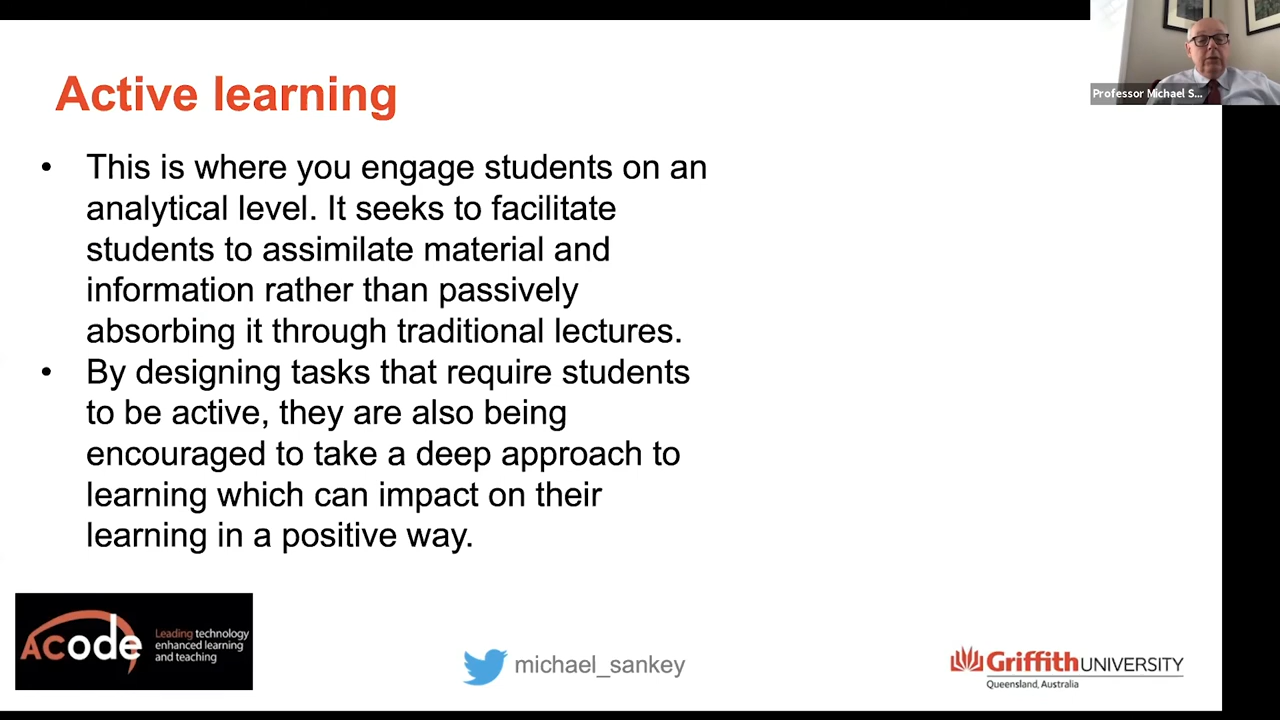 Active learning
Professor Michael S...
• This is where you engage students on an
analytical level. It seeks to facilitate
students to assimilate material and
information rather than passively
absorbing it through traditional lectures.
• By designing tasks that require students
to be active, they are also being
encouraged to take a deep approach to
learning which can impact on their
learning in a positive way.
ACode
Leading technology
enhanced learning
and teaching
michael_sankey
Griffith UNIVERSITY
Queensland, Australia